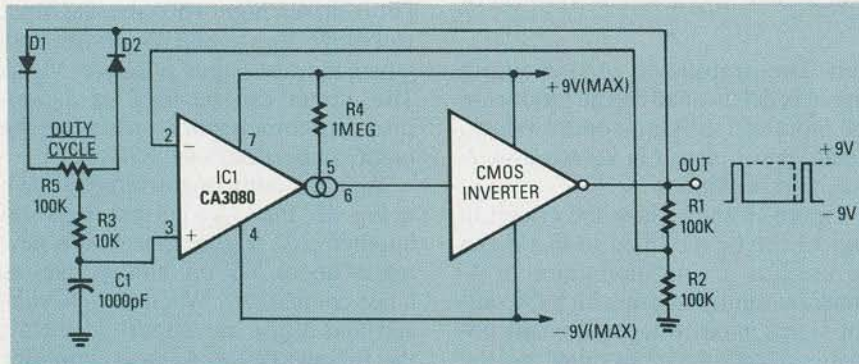 D1
D2
DUTY
CYCLE
R5
100K
R3
10K
C1
1000pF
2
−
3
+
7
4
IC1
CA3080
R4
1MEG
5
6
+9V(MAX)
−9V(MAX)
CMOS
INVERTER
OUT
R1
100K
R2
100K
+9V
−9V